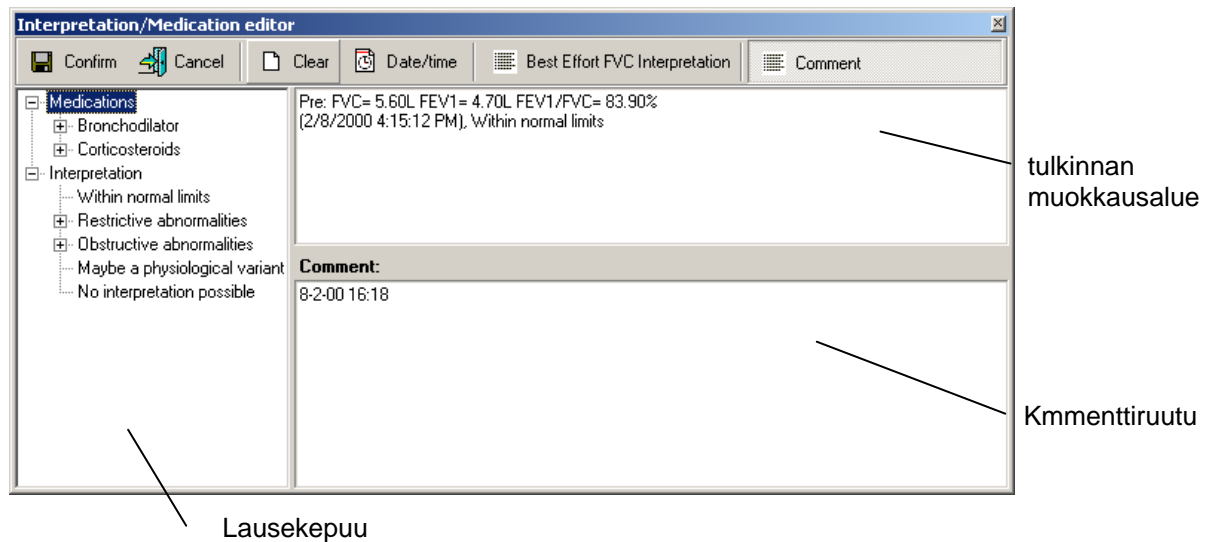 Interpretation/Medication editor
Confirm Cancel Clear Date/time Best Effort FVC Interpretation Comment
Medications
Bronchodilator
Corticosteroids
Interpretation
Within normal limits
Restrictive abnormalities
Obstructive abnormalities
Maybe a physiological variant
No interpretation possible
Pre: FVC= 5.60L FEV1= 4.70L FEV1/FVC= 83.90%
(2/8/2000 4:15:12 PM), Within normal limits
Comment:
8-2-00 16:18
tulkinnan
muokkausalue
Kmmenttiruutu
Lausekepuu